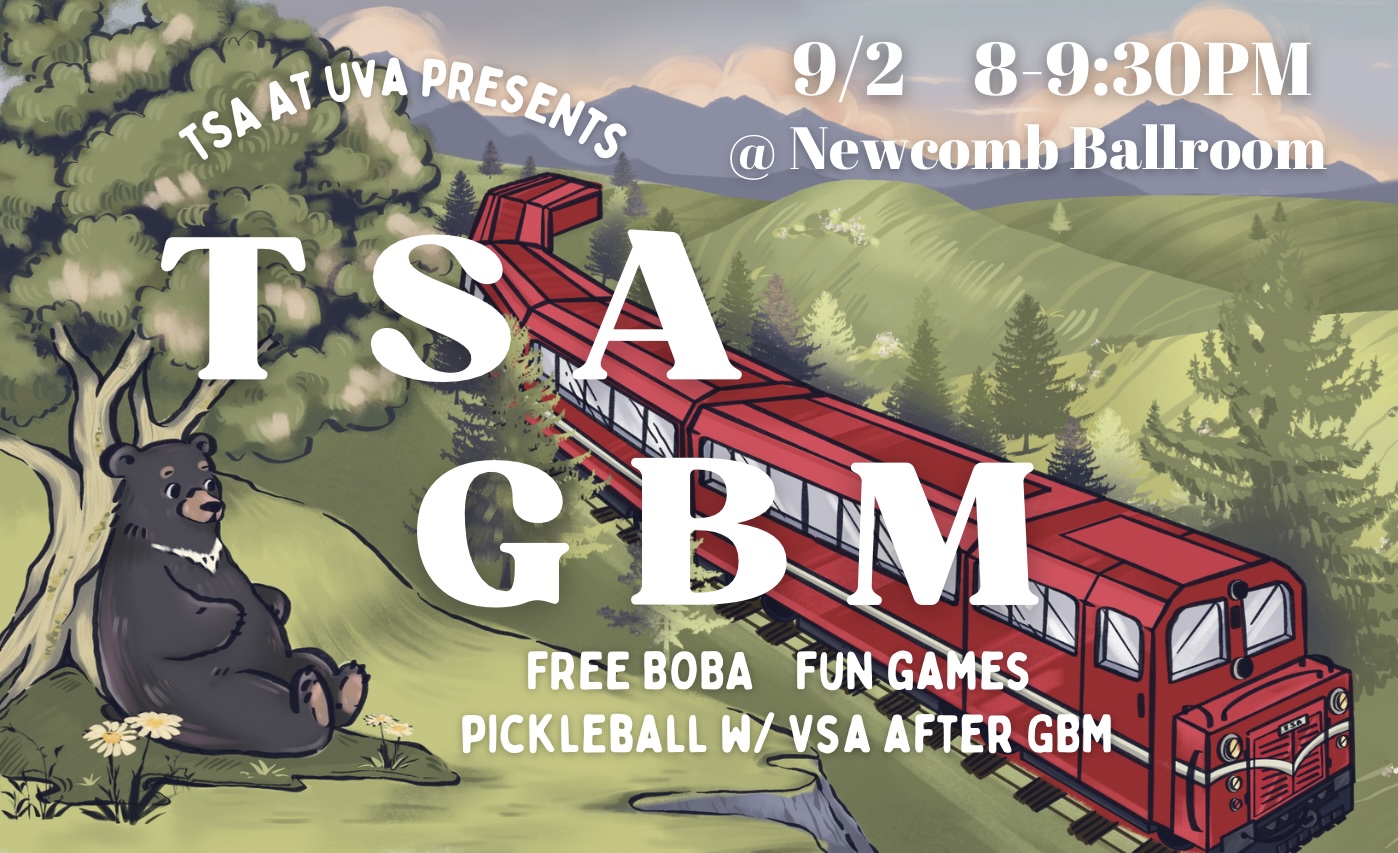 TSA AT UVA PRESENTS
9/2 8-9:30PM
@ Newcomb Ballroom
TSA
GBM
FREE BOBA FUN GAMES
PICKLEBALL W/ VSA AFTER GBM
TSA